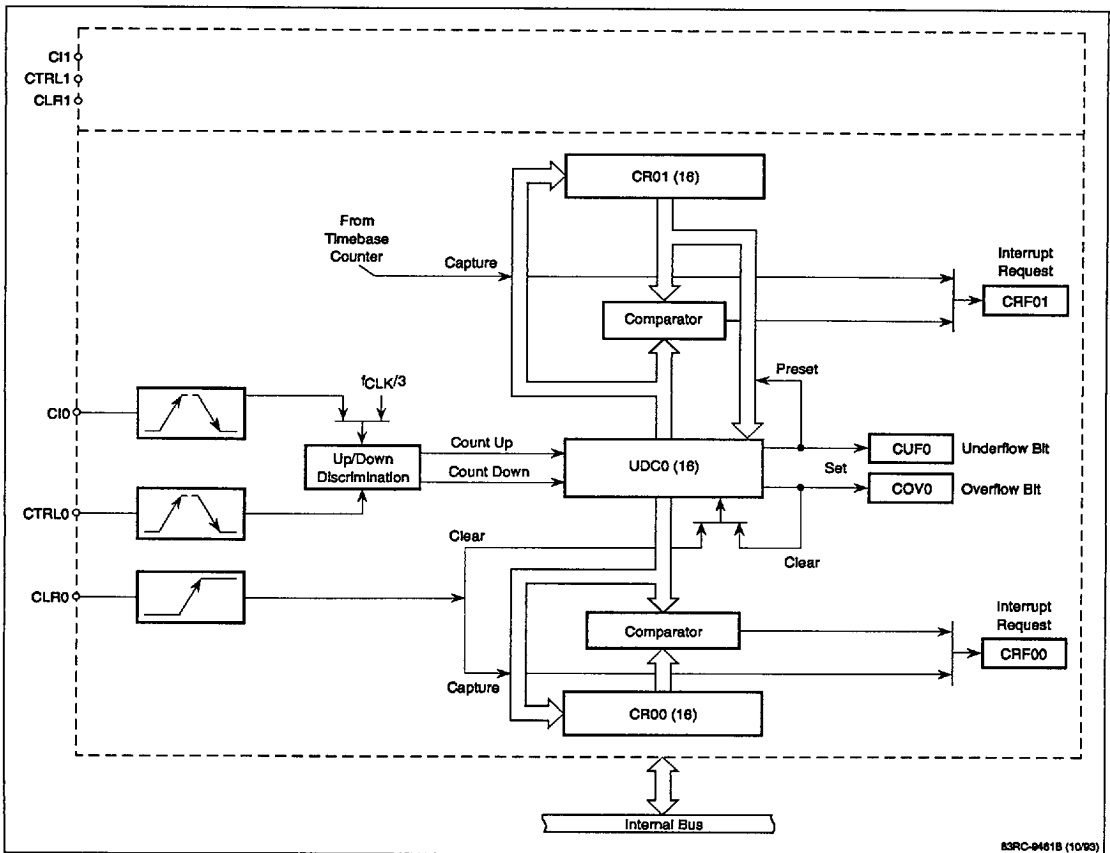 CI1
CTRL1
CLR1
CR01 (16)
From
Timebase
Counter
Capture
Interrupt
Request
CRF01
Comparator
Preset
fCLK/3
CI0
Up/Down
Discrimination
Count Up
Count Down
UDC0 (16)
CUF0
Underflow Bit
Set
COV0
Overflow Bit
CTRL0
Clear
Clear
CLR0
Comparator
Interrupt
Request
CRF00
Capture
CR00 (16)
Internal Bus
83RC-9461B (10/93)